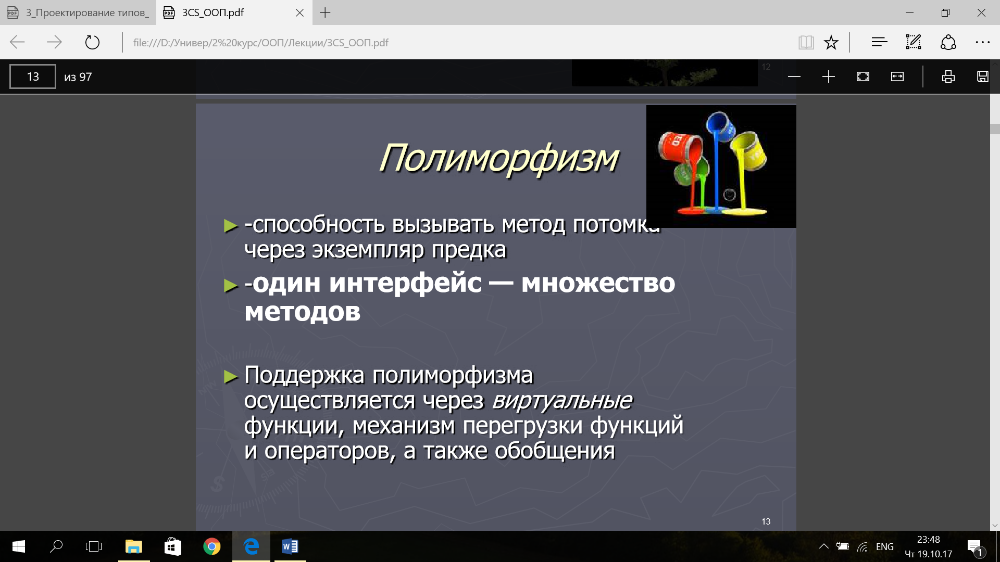 3_Проектирование типов_
3CS_ООП.pdf
file:///D:/Универ/2%20курс/ООП/Лекции/3CS_ООП.pdf
13 из 97
12
Полиморфизм
RED
-способность вызывать метод потомка
через экземпляр предка
-один интерфейс — множество
методов
Поддержка полиморфизма
осуществляется через виртуальные
функции, механизм перегрузки функций
и операторов, а также обобщения
13
ENG
23:48
Чт 19.10.17
1